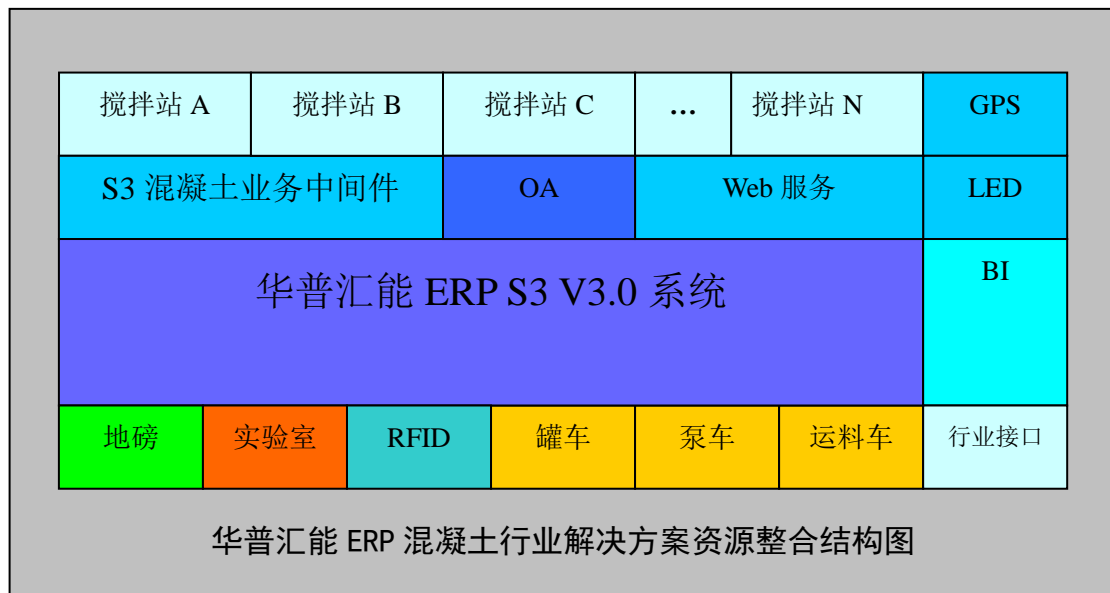 搅拌站 A 搅拌站 B 搅拌站 C ... 搅拌站 N GPS
S3 混凝土业务中间件 OA Web 服务 LED
华普汇能 ERP S3 V3.0 系统 BI
地磅 实验室 RFID 罐车 泵车 运料车 行业接口
华普汇能 ERP 混凝土行业解决方案资源整合结构图